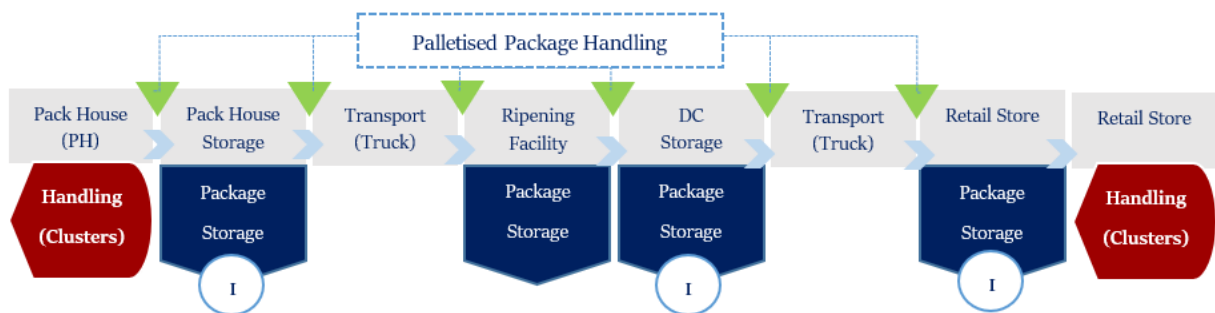 Palletised Package Handling
Pack House
(PH)
Pack House
Storage
Transport
(Truck)
Ripening
Facility
DC
Storage
Transport
(Truck)
Retail Store
Retail Store
Handling
(Clusters)
Package
Storage
Package
Storage
Package
Storage
Package
Storage
Handling
(Clusters)
I
I
I